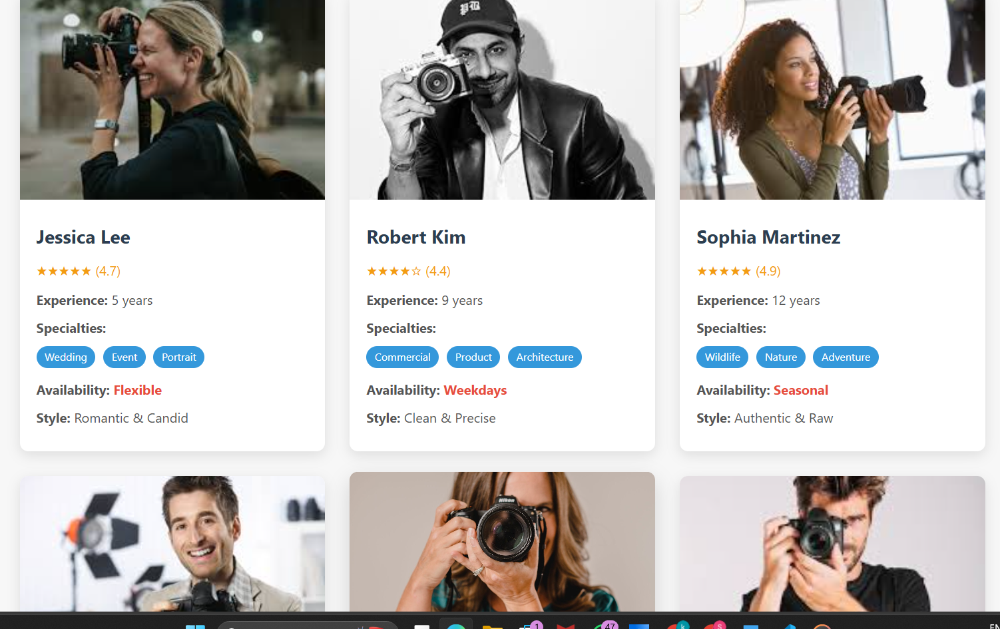 PB
Jessica Lee
★★★★★ (4.7)
Experience: 5 years
Specialties:
Wedding Event Portrait
Availability: Flexible
Style: Romantic & Candid
Robert Kim
★★★★☆ (4.4)
Experience: 9 years
Specialties:
Commercial Product Architecture
Availability: Weekdays
Style: Clean & Precise
Sophia Martinez
★★★★★ (4.9)
Experience: 12 years
Specialties:
Wildlife Nature Adventure
Availability: Seasonal
Style: Authentic & Raw
Nikon
1
47
k
S